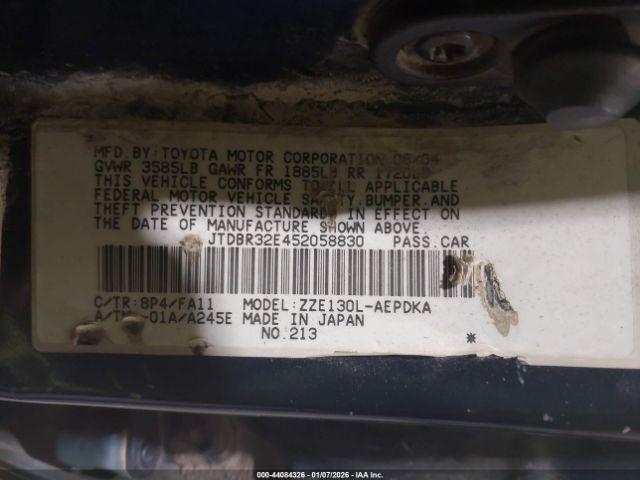 MFD.BY:TOYOTA MOTOR CORPORATION 08/04
GVWR 3585LB GAWR FR 1885LB RR 1720LB
THIS VEHICLE CONFORMS TO ALL APPLICABLE
FEDERAL MOTOR VEHICLE SAFETY,BUMPER,AND
THEFT PREVENTION STANDARDS IN EFFECT ON
THE DATE OF MANUFACTURE SHOWN ABOVE.
JTDBR32E452058830 PASS.CAR
C/TR:8P4/FA11 MODEL:ZZE130L-AEPDKA
A/TM:-01A/A245E MADE IN JAPAN
NO.213 *
000-44084326 | 01/07/2026 | IAA Inc.